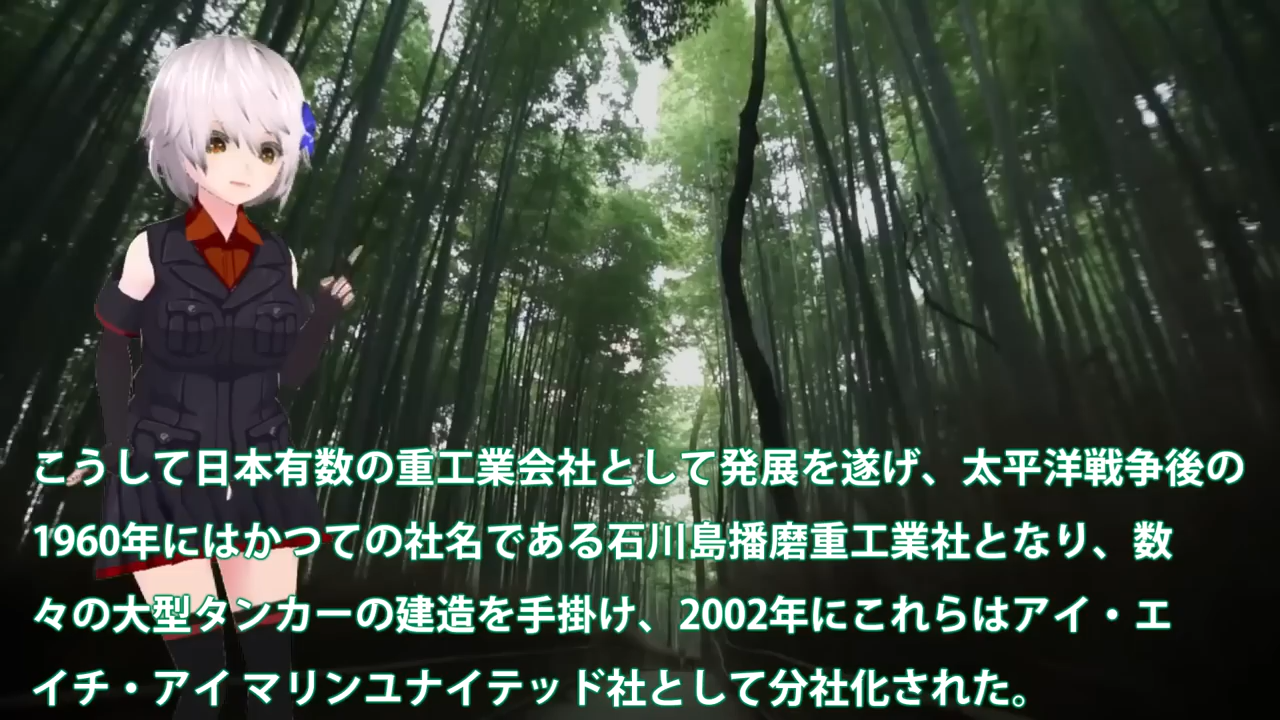 こうして日本有数の重工業会社として発展を遂げ、太平洋戦争後の
1960年にはかつての社名である石川島播磨重工業社となり、数
々の大型タンカーの建造を手掛け、2002年にこれらはアイ・エ
イチ・アイ マリンユナイテッド社として分社化された。